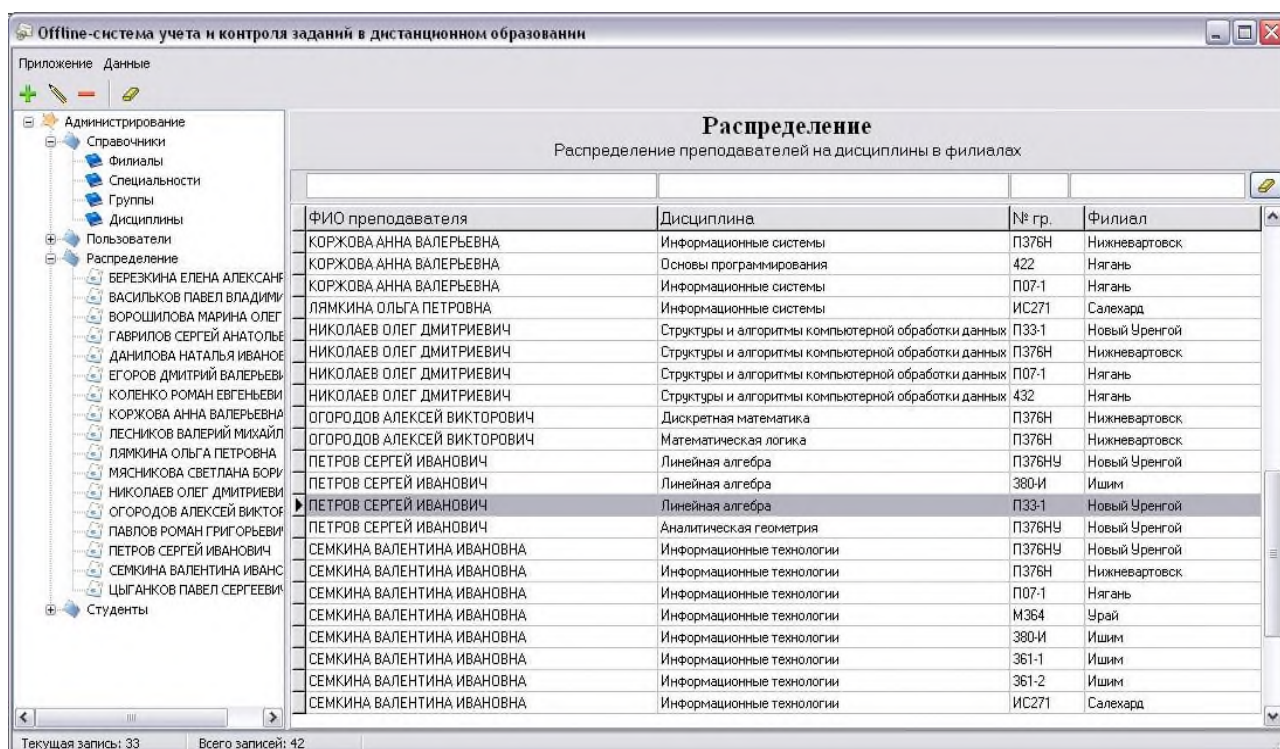 Offline-система учета и контроля заданий в дистанционном образовании
Приложение Данные
Администрирование
Справочники
Филиалы
Специальности
Группы
Дисциплины
Пользователи
Распределение
БЕРЕЗКИНА ЕЛЕНА АЛЕКСАНР
ВАСИЛЬКОВ ПАВЕЛ ВЛАДИМИ
ВОРОШИЛОВА МАРИНА ОЛЕГ
ГАВРИЛОВ СЕРГЕЙ АНАТОЛЬЕ
ДАНИЛОВА НАТАЛЬЯ ИВАНОВ
ЕГОРОВ ДМИТРИЙ ВАЛЕРЬЕВИ
КОЛЕНКО РОМАН ЕВГЕНЬЕВИ
КОРЖОВА АННА ВАЛЕРЬЕВНА
ЛЕСНИКОВ ВАЛЕРИЙ МИХАЙЛ
ЛЯМКИНА ОЛЬГА ПЕТРОВНА
МЯСНИКОВА СВЕТЛАНА БОРИ
НИКОЛАЕВ ОЛЕГ ДМИТРИЕВИ
ОГОРОДОВ АЛЕКСЕЙ ВИКТОР
ПАВЛОВ РОМАН ГРИГОРЬЕВИЧ
ПЕТРОВ СЕРГЕЙ ИВАНОВИЧ
СЕМКИНА ВАЛЕНТИНА ИВАНС
ЦЫГАНКОВ ПАВЕЛ СЕРГЕЕВИЧ
Студенты
Распределение
Распределение преподавателей на дисциплины в филиалах
ФИО преподавателя Дисциплина № гр. Филиал
КОРЖОВА АННА ВАЛЕРЬЕВНА Информационные системы П376Н Нижневартовск
КОРЖОВА АННА ВАЛЕРЬЕВНА Основы программирования 422 Нягань
КОРЖОВА АННА ВАЛЕРЬЕВНА Информационные системы П07-1 Нягань
ЛЯМКИНА ОЛЬГА ПЕТРОВНА Информационные системы ИС271 Салехард
НИКОЛАЕВ ОЛЕГ ДМИТРИЕВИЧ Структуры и алгоритмы компьютерной обработки данных П33-1 Новый Уренгой
НИКОЛАЕВ ОЛЕГ ДМИТРИЕВИЧ Структуры и алгоритмы компьютерной обработки данных П376Н Нижневартовск
НИКОЛАЕВ ОЛЕГ ДМИТРИЕВИЧ Структуры и алгоритмы компьютерной обработки данных П07-1 Нягань
НИКОЛАЕВ ОЛЕГ ДМИТРИЕВИЧ Структуры и алгоритмы компьютерной обработки данных 432 Нягань
ОГОРОДОВ АЛЕКСЕЙ ВИКТОРОВИЧ Дискретная математика П376Н Нижневартовск
ОГОРОДОВ АЛЕКСЕЙ ВИКТОРОВИЧ Математическая логика П376Н Нижневартовск
ПЕТРОВ СЕРГЕЙ ИВАНОВИЧ Линейная алгебра П376НУ Новый Уренгой
ПЕТРОВ СЕРГЕЙ ИВАНОВИЧ Линейная алгебра 380-И Ишим
ПЕТРОВ СЕРГЕЙ ИВАНОВИЧ Линейная алгебра П33-1 Новый Уренгой
ПЕТРОВ СЕРГЕЙ ИВАНОВИЧ Аналитическая геометрия П376НУ Новый Уренгой
СЕМКИНА ВАЛЕНТИНА ИВАНОВНА Информационные технологии П376НУ Новый Уренгой
СЕМКИНА ВАЛЕНТИНА ИВАНОВНА Информационные технологии П376Н Нижневартовск
СЕМКИНА ВАЛЕНТИНА ИВАНОВНА Информационные технологии П07-1 Нягань
СЕМКИНА ВАЛЕНТИНА ИВАНОВНА Информационные технологии М364 Урай
СЕМКИНА ВАЛЕНТИНА ИВАНОВНА Информационные технологии 380-И Ишим
СЕМКИНА ВАЛЕНТИНА ИВАНОВНА Информационные технологии 361-1 Ишим
СЕМКИНА ВАЛЕНТИНА ИВАНОВНА Информационные технологии 361-2 Ишим
СЕМКИНА ВАЛЕНТИНА ИВАНОВНА Информационные технологии ИС271 Салехард
Текущая запись: 33 Всего записей: 42